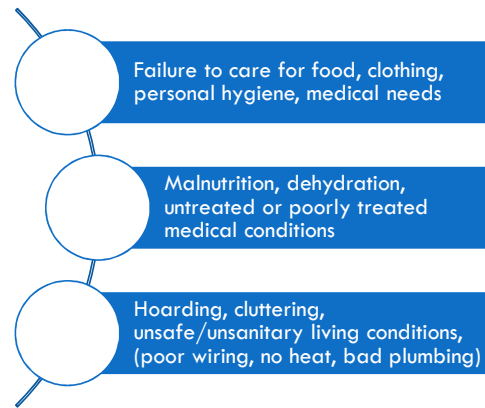 Failure to care for food, clothing,
personal hygiene, medical needs
Malnutrition, dehydration,
untreated or poorly treated
medical conditions
Hoarding, cluttering,
unsafe/unsanitary living conditions,
(poor wiring, no heat, bad plumbing)